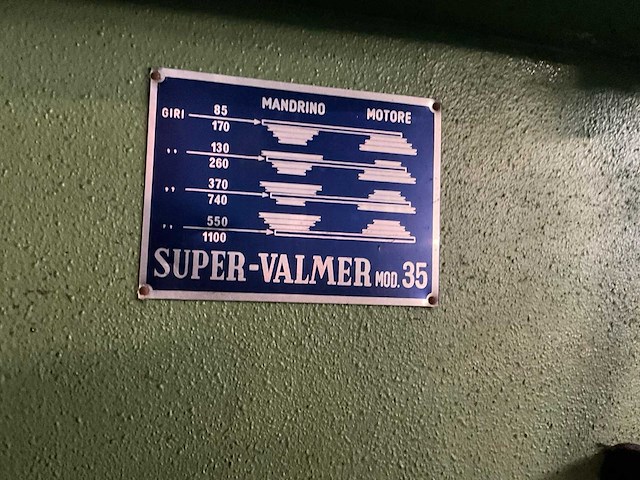 MANDRINO MOTORE
GIRI 85
170
,, 130
260
,, 370
740
,, 550
1100
SUPER-VALMER MOD. 35